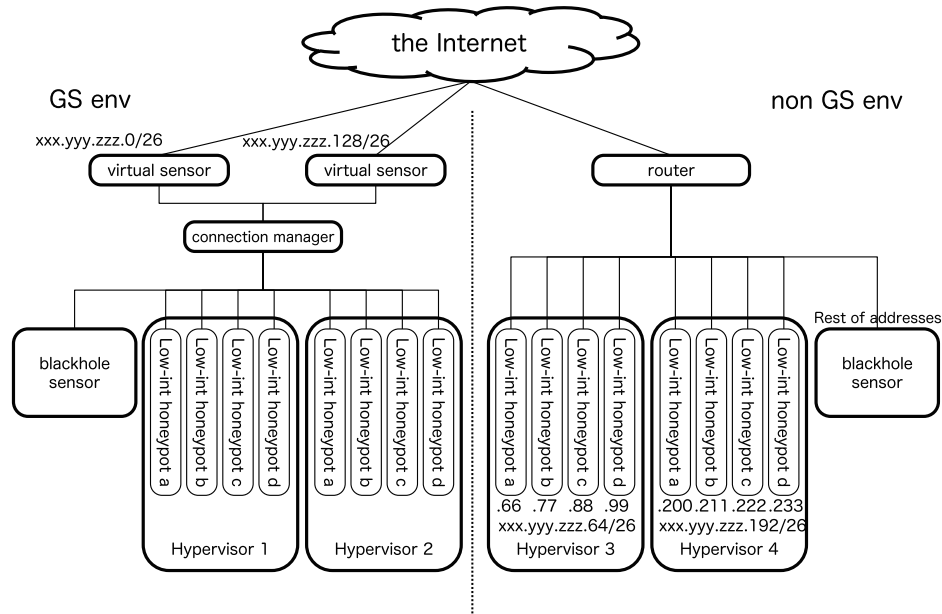 the Internet
GS env
non GS env
xxx.yyy.zzz.0/26
xxx.yyy.zzz.128/26
virtual sensor
virtual sensor
router
connection manager
Rest of addresses
blackhole
sensor
Low-int honeypot a
Low-int honeypot b
Low-int honeypot c
Low-int honeypot d
Hypervisor 1
Low-int honeypot a
Low-int honeypot b
Low-int honeypot c
Low-int honeypot d
Hypervisor 2
Low-int honeypot a
Low-int honeypot b
Low-int honeypot c
Low-int honeypot d
.66 .77 .88 .99
xxx.yyy.zzz.64/26
Hypervisor 3
Low-int honeypot a
Low-int honeypot b
Low-int honeypot c
Low-int honeypot d
.200 .211 .222 .233
xxx.yyy.zzz.192/26
Hypervisor 4
blackhole
sensor